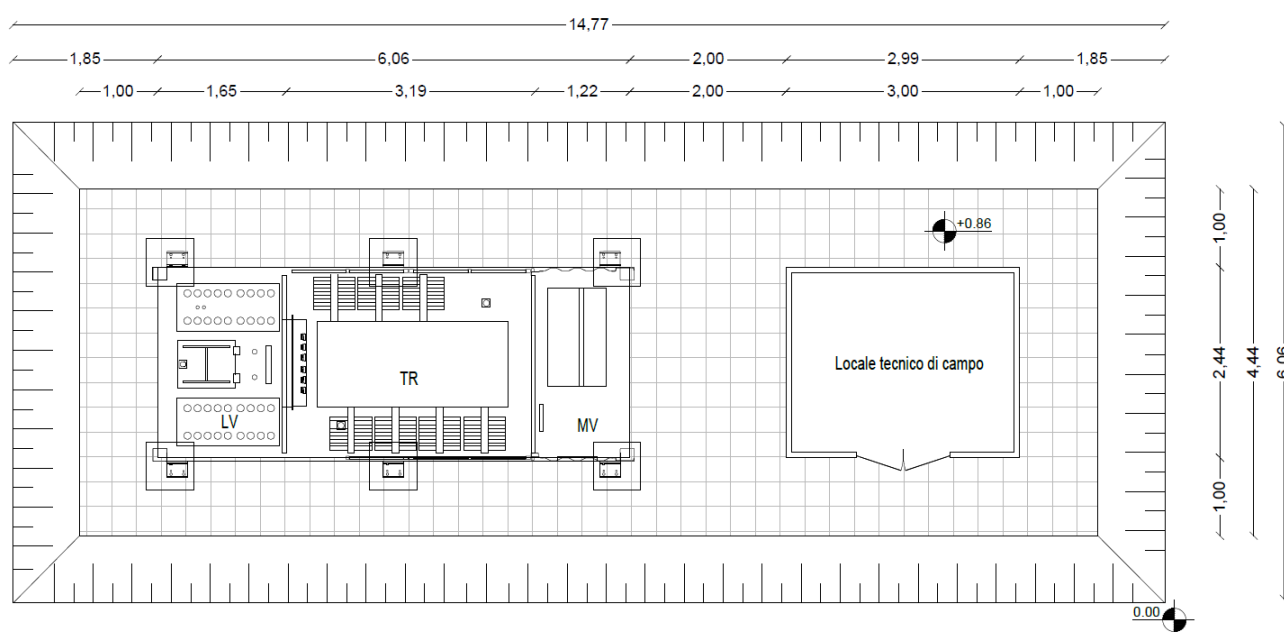 14,77
1,85 6,06 2,00 2,99 1,85
1,00 1,65 3,19 1,22 2,00 3,00 1,00
+0.86
1,00
2,44
4,44
6,06
1,00
TR
LV
MV
Locale tecnico di campo
0.00